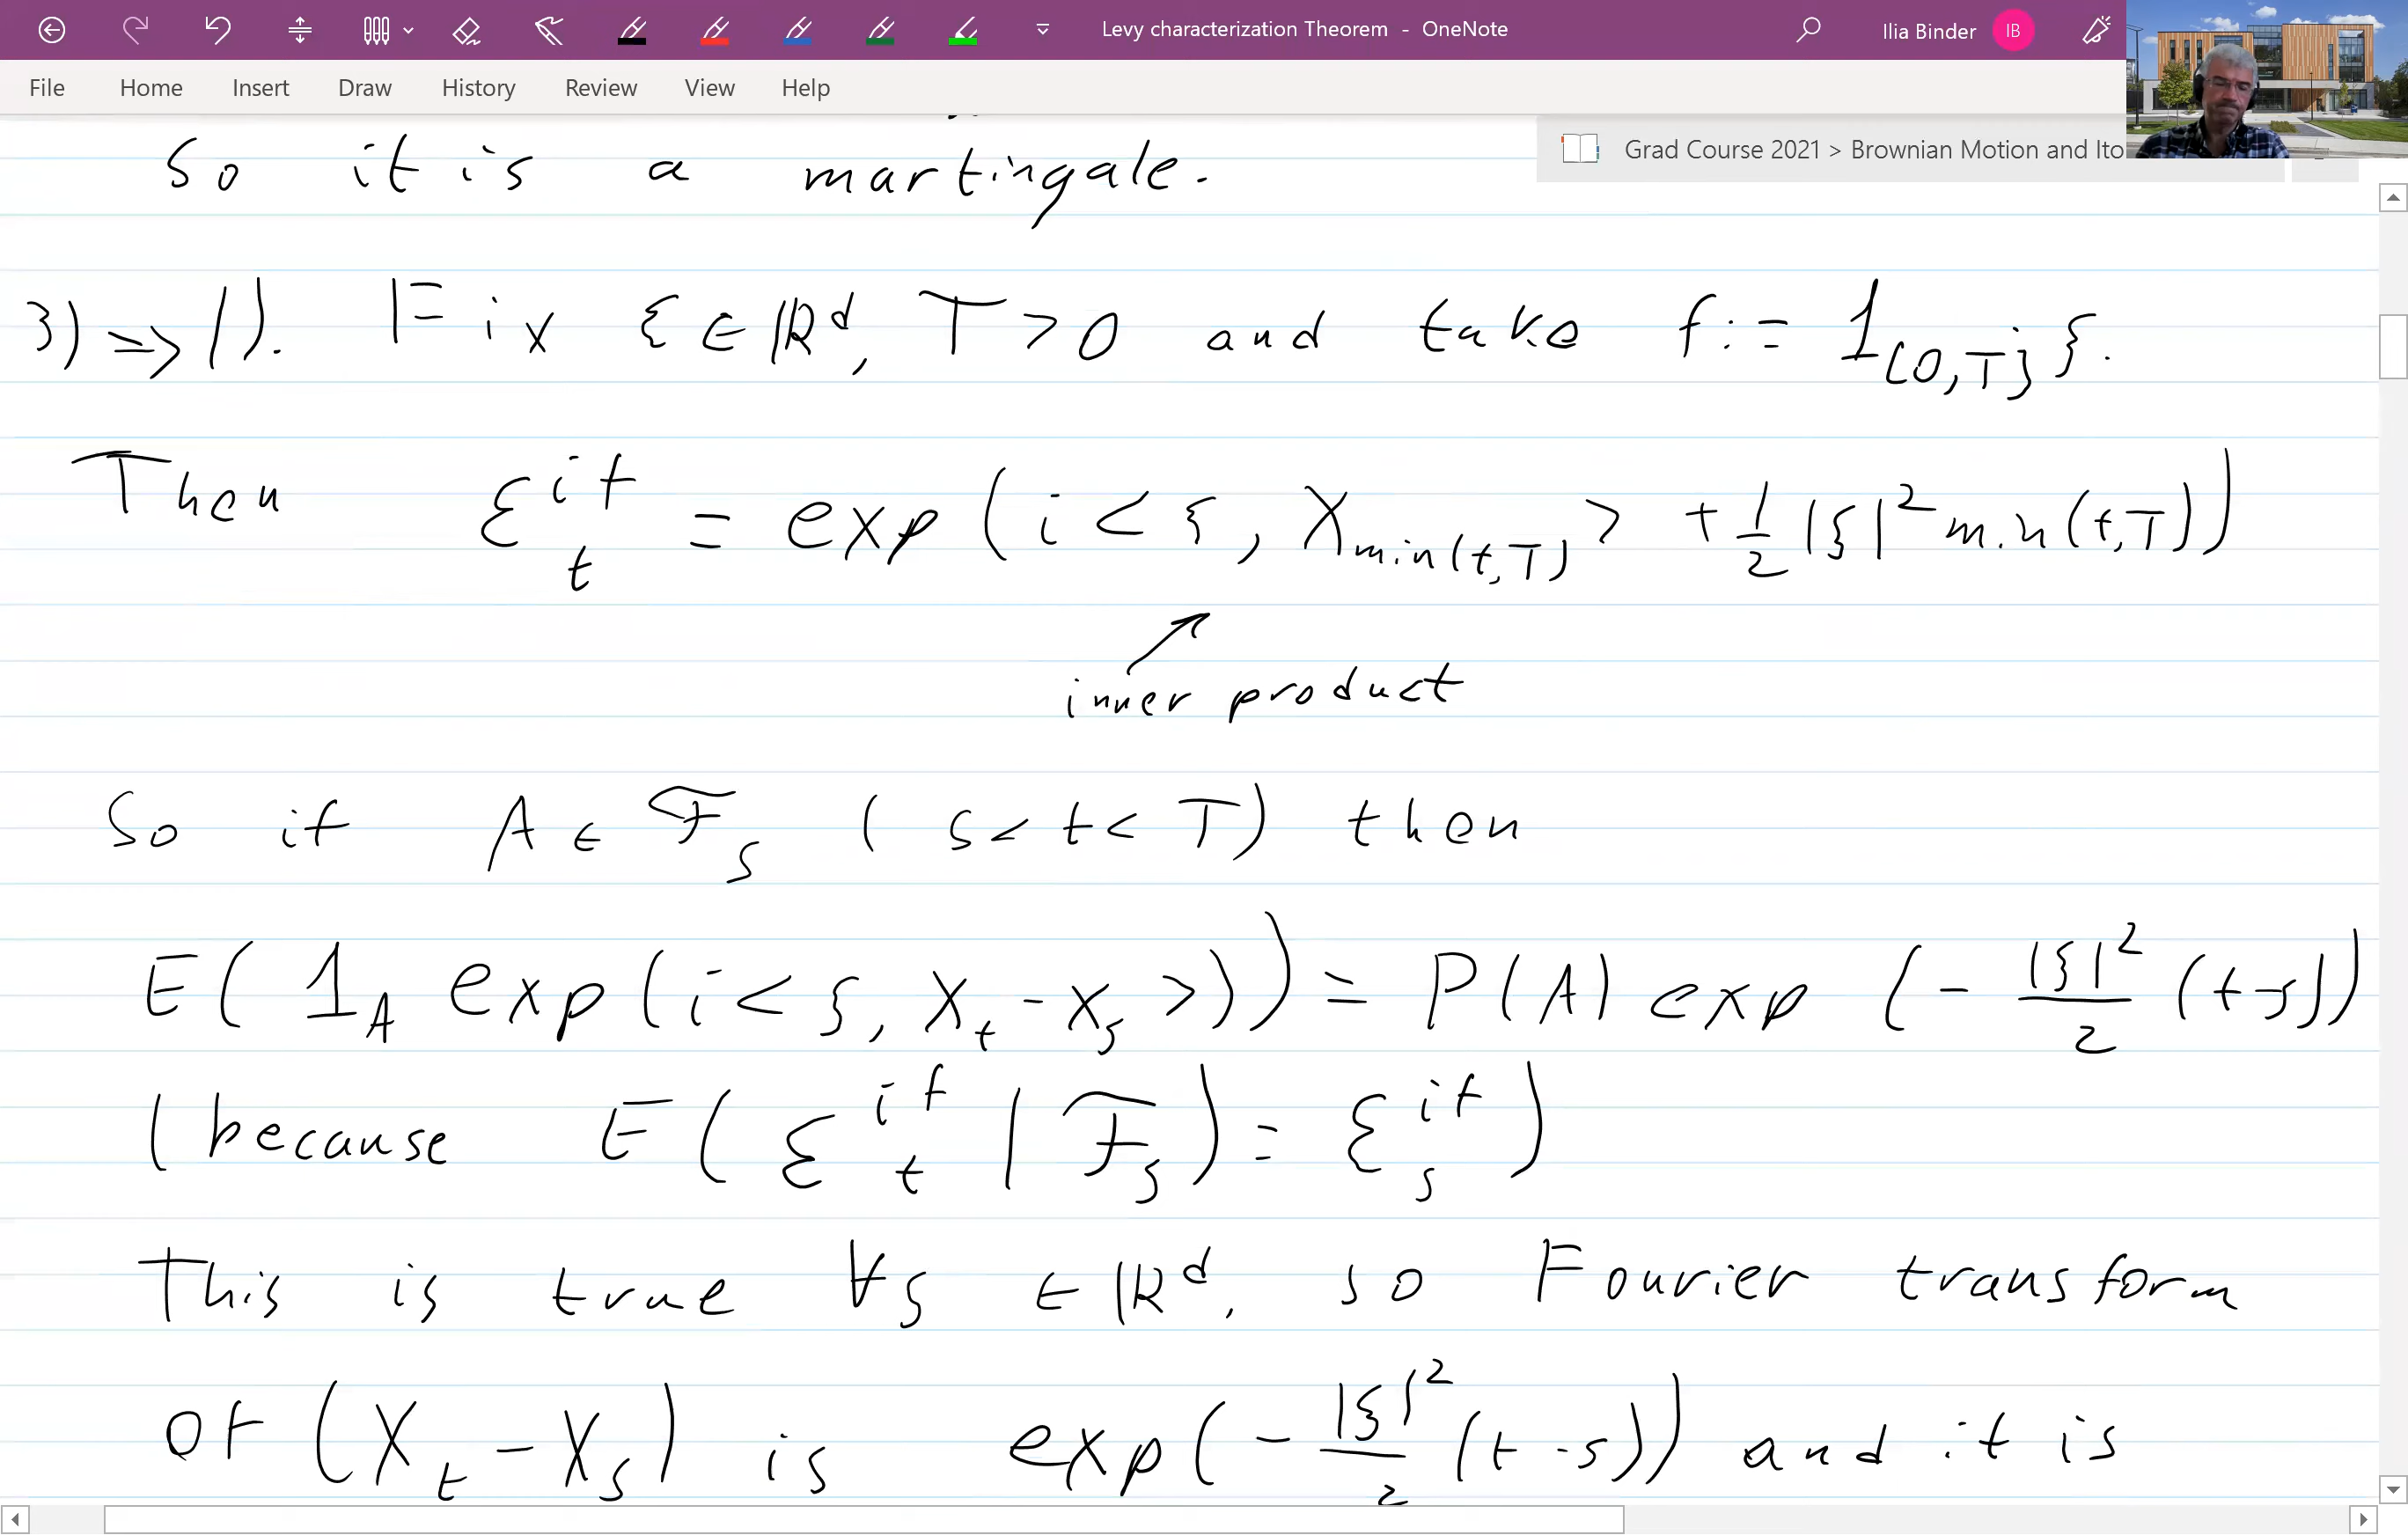 Levy characterization Theorem - OneNote
Ilia Binder IB
File Home Insert Draw History Review View Help
Grad Course 2021 > Brownian Motion and Ito
So it is a martingale.
3) => 1). Fix ξ ∈ ℝ^d, T > 0 and take f := 1_{[0,T]} ξ.
Then ℰ_t^{if} = exp(i<ξ, X_{min(t,T)}> + 1/2 |ξ|^2 min(t,T))
inner product
So if A ∈ ℱ_s (s < t < T) then
E(1_A exp(i<ξ, X_t - X_s>)) = P(A) exp(- |ξ|^2/2 (t-s))
(because E(ℰ_t^{if} | ℱ_s) = ℰ_s^{if})
This is true ∀ξ ∈ ℝ^d, so Fourier transform
of (X_t - X_s) is exp(- |ξ|^2/2 (t-s)) and it is